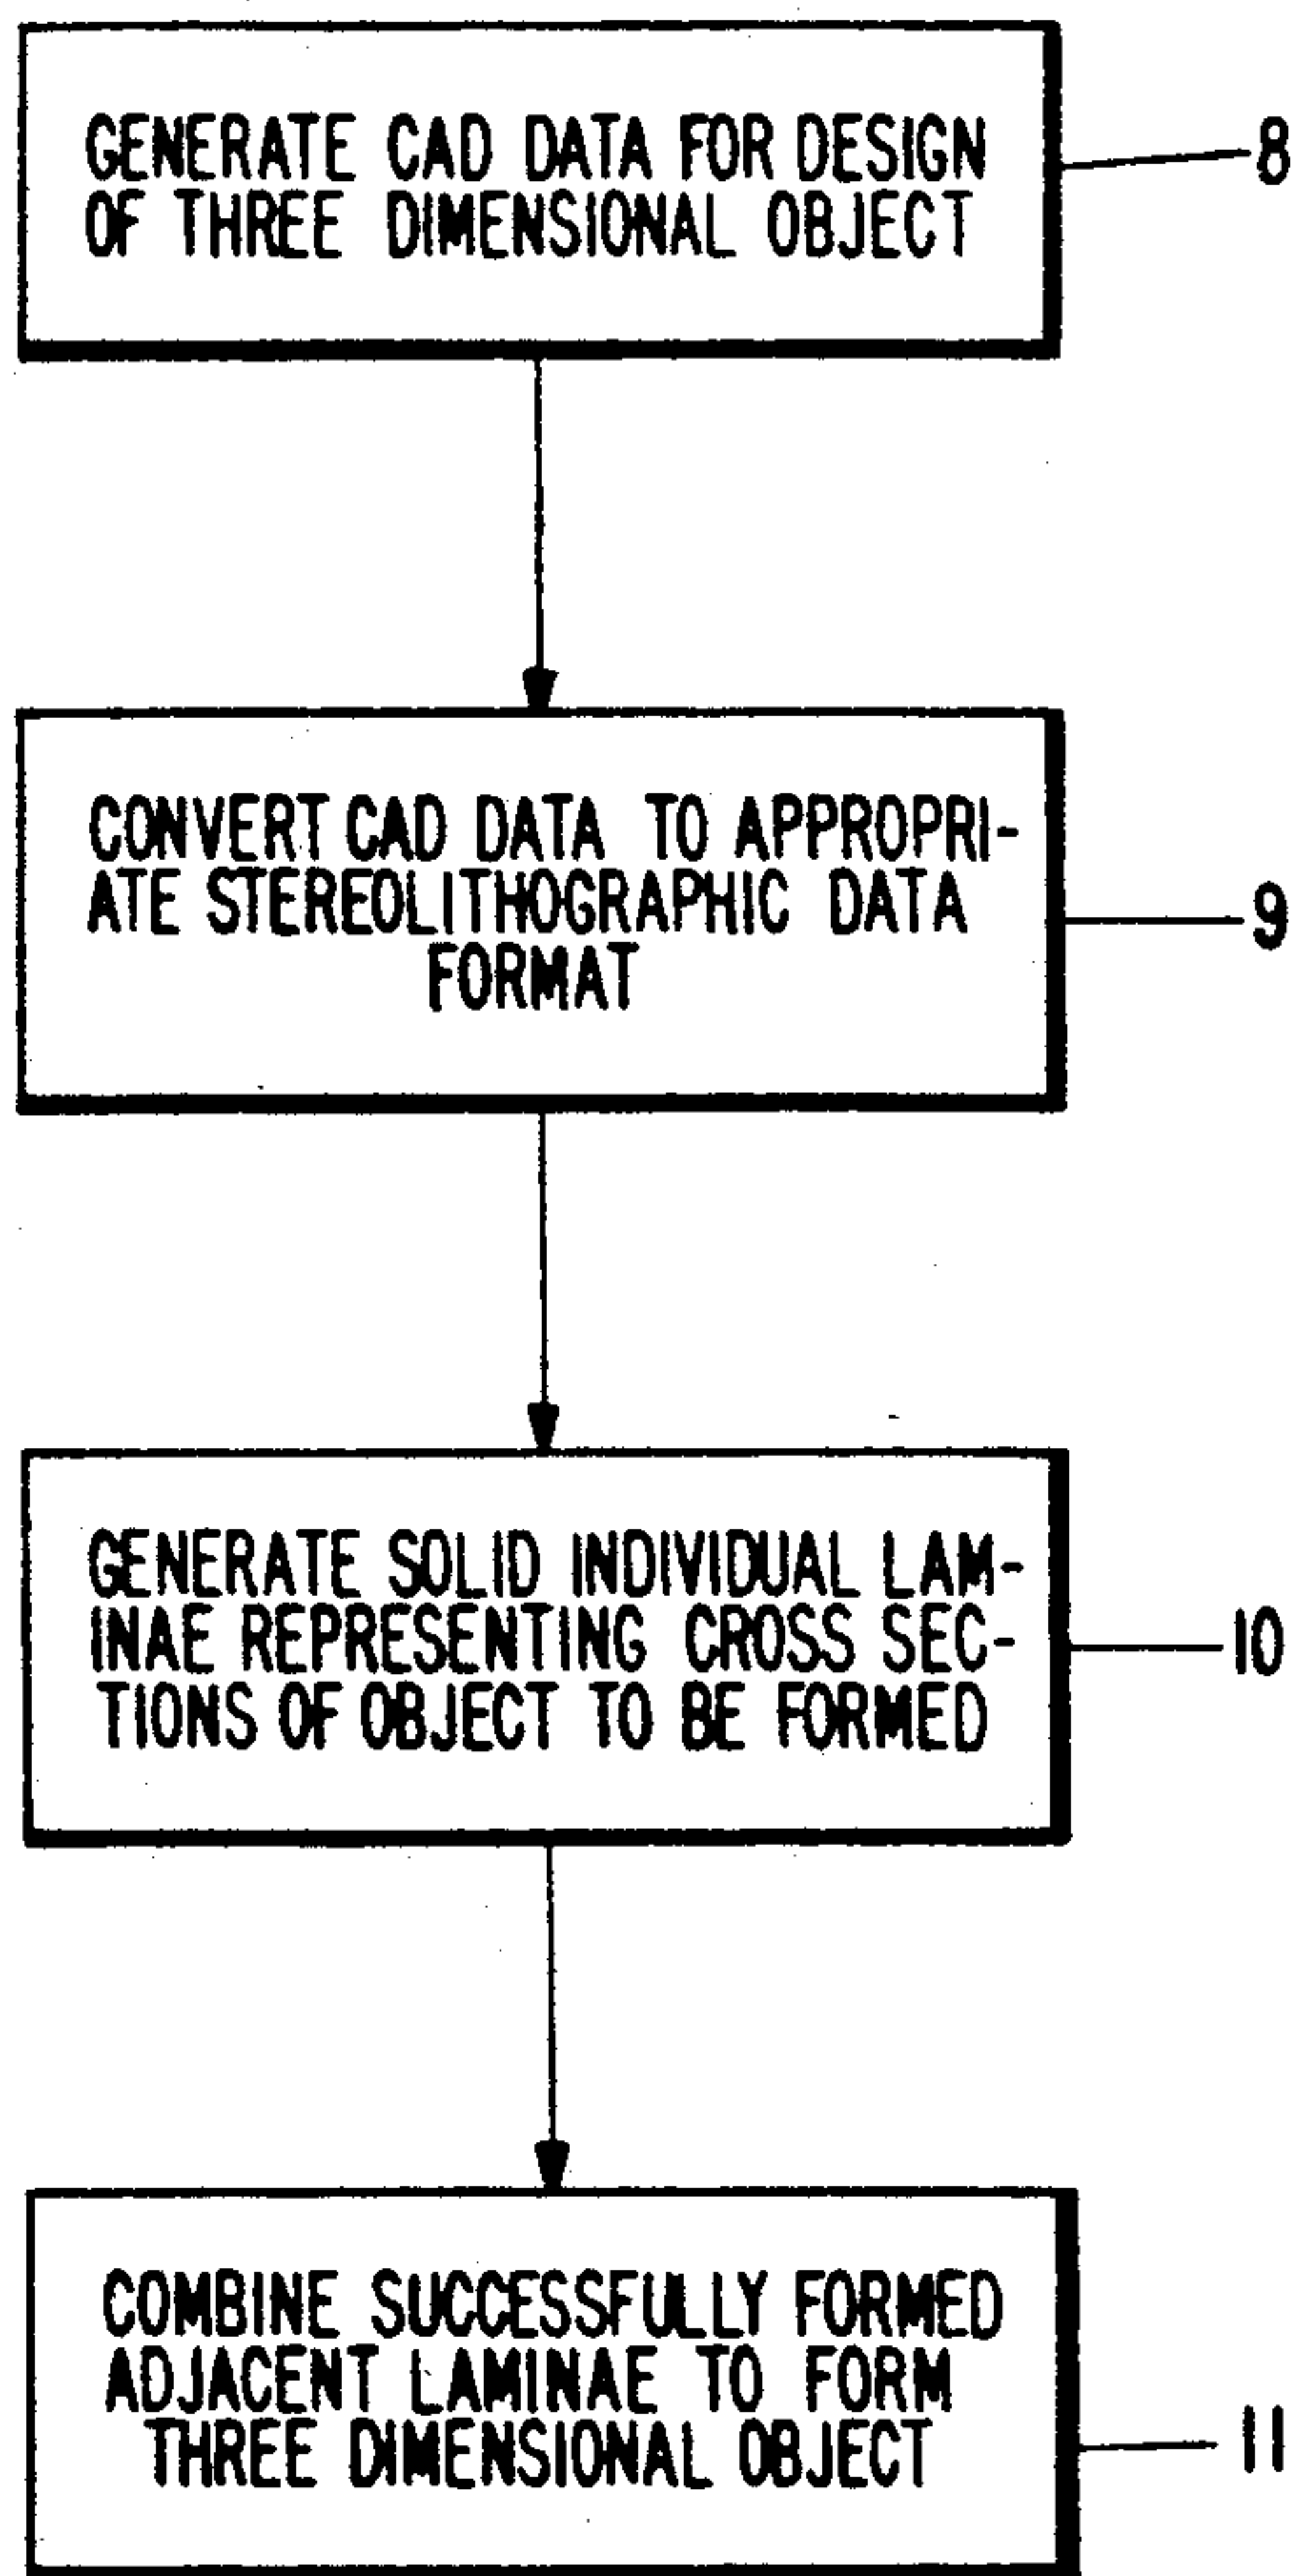 GENERATE CAD DATA FOR DESIGN
OF THREE DIMENSIONAL OBJECT
8
CONVERT CAD DATA TO APPROPRI-
ATE STEREOLITHOGRAPHIC DATA
FORMAT
9
GENERATE SOLID INDIVIDUAL LAM-
INAE REPRESENTING CROSS SEC-
TIONS OF OBJECT TO BE FORMED
10
COMBINE SUCCESSFULLY FORMED
ADJACENT LAMINAE TO FORM
THREE DIMENSIONAL OBJECT
11